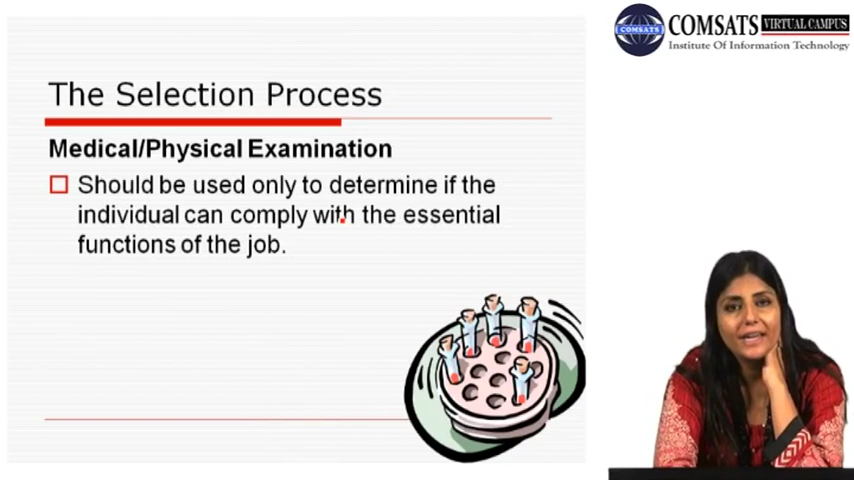 COMSATS VIRTUAL CAMPUS
COMSATS
Institute Of Information Technology
The Selection Process
Medical/Physical Examination
Should be used only to determine if the
individual can comply with the essential
functions of the job.